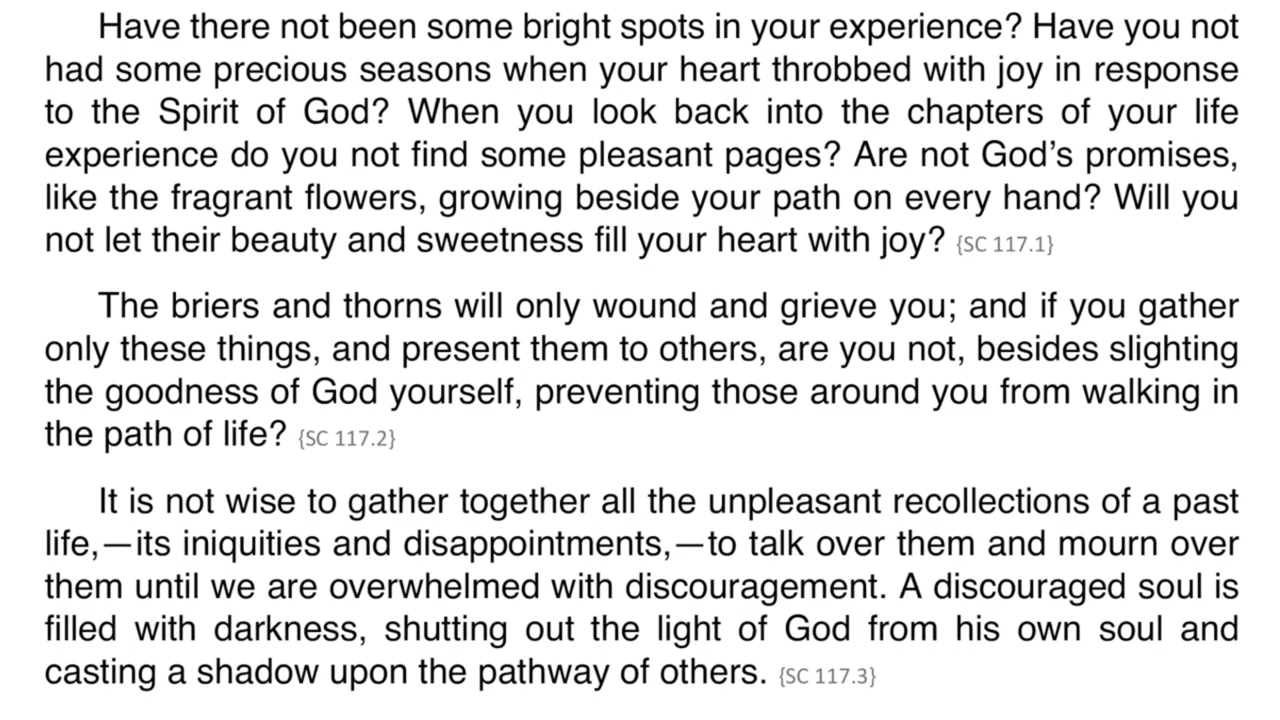 Have there not been some bright spots in your experience? Have you not
had some precious seasons when your heart throbbed with joy in response
to the Spirit of God? When you look back into the chapters of your life
experience do you not find some pleasant pages? Are not God’s promises,
like the fragrant flowers, growing beside your path on every hand? Will you
not let their beauty and sweetness fill your heart with joy? {SC 117.1}
The briers and thorns will only wound and grieve you; and if you gather
only these things, and present them to others, are you not, besides slighting
the goodness of God yourself, preventing those around you from walking in
the path of life? {SC 117.2}
It is not wise to gather together all the unpleasant recollections of a past
life,—its iniquities and disappointments,—to talk over them and mourn over
them until we are overwhelmed with discouragement. A discouraged soul is
filled with darkness, shutting out the light of God from his own soul and
casting a shadow upon the pathway of others. {SC 117.3}